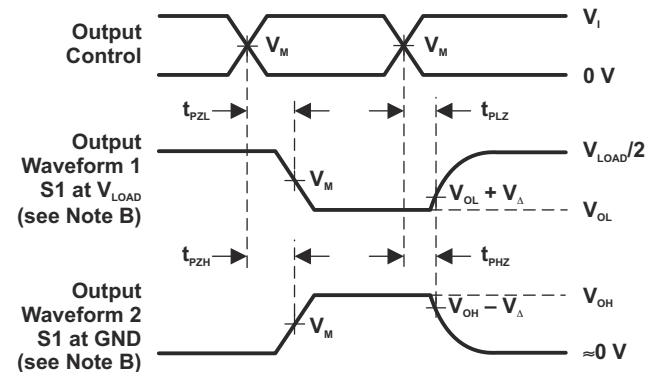 Output
Control
V_M
V_M
V_I
0 V
t_PZL
t_PLZ
Output
Waveform 1
S1 at V_LOAD
(see Note B)
V_M
V_OL + V_Δ
V_LOAD/2
V_OL
t_PZH
t_PHZ
Output
Waveform 2
S1 at GND
(see Note B)
V_M
V_OH – V_Δ
V_OH
≈0 V